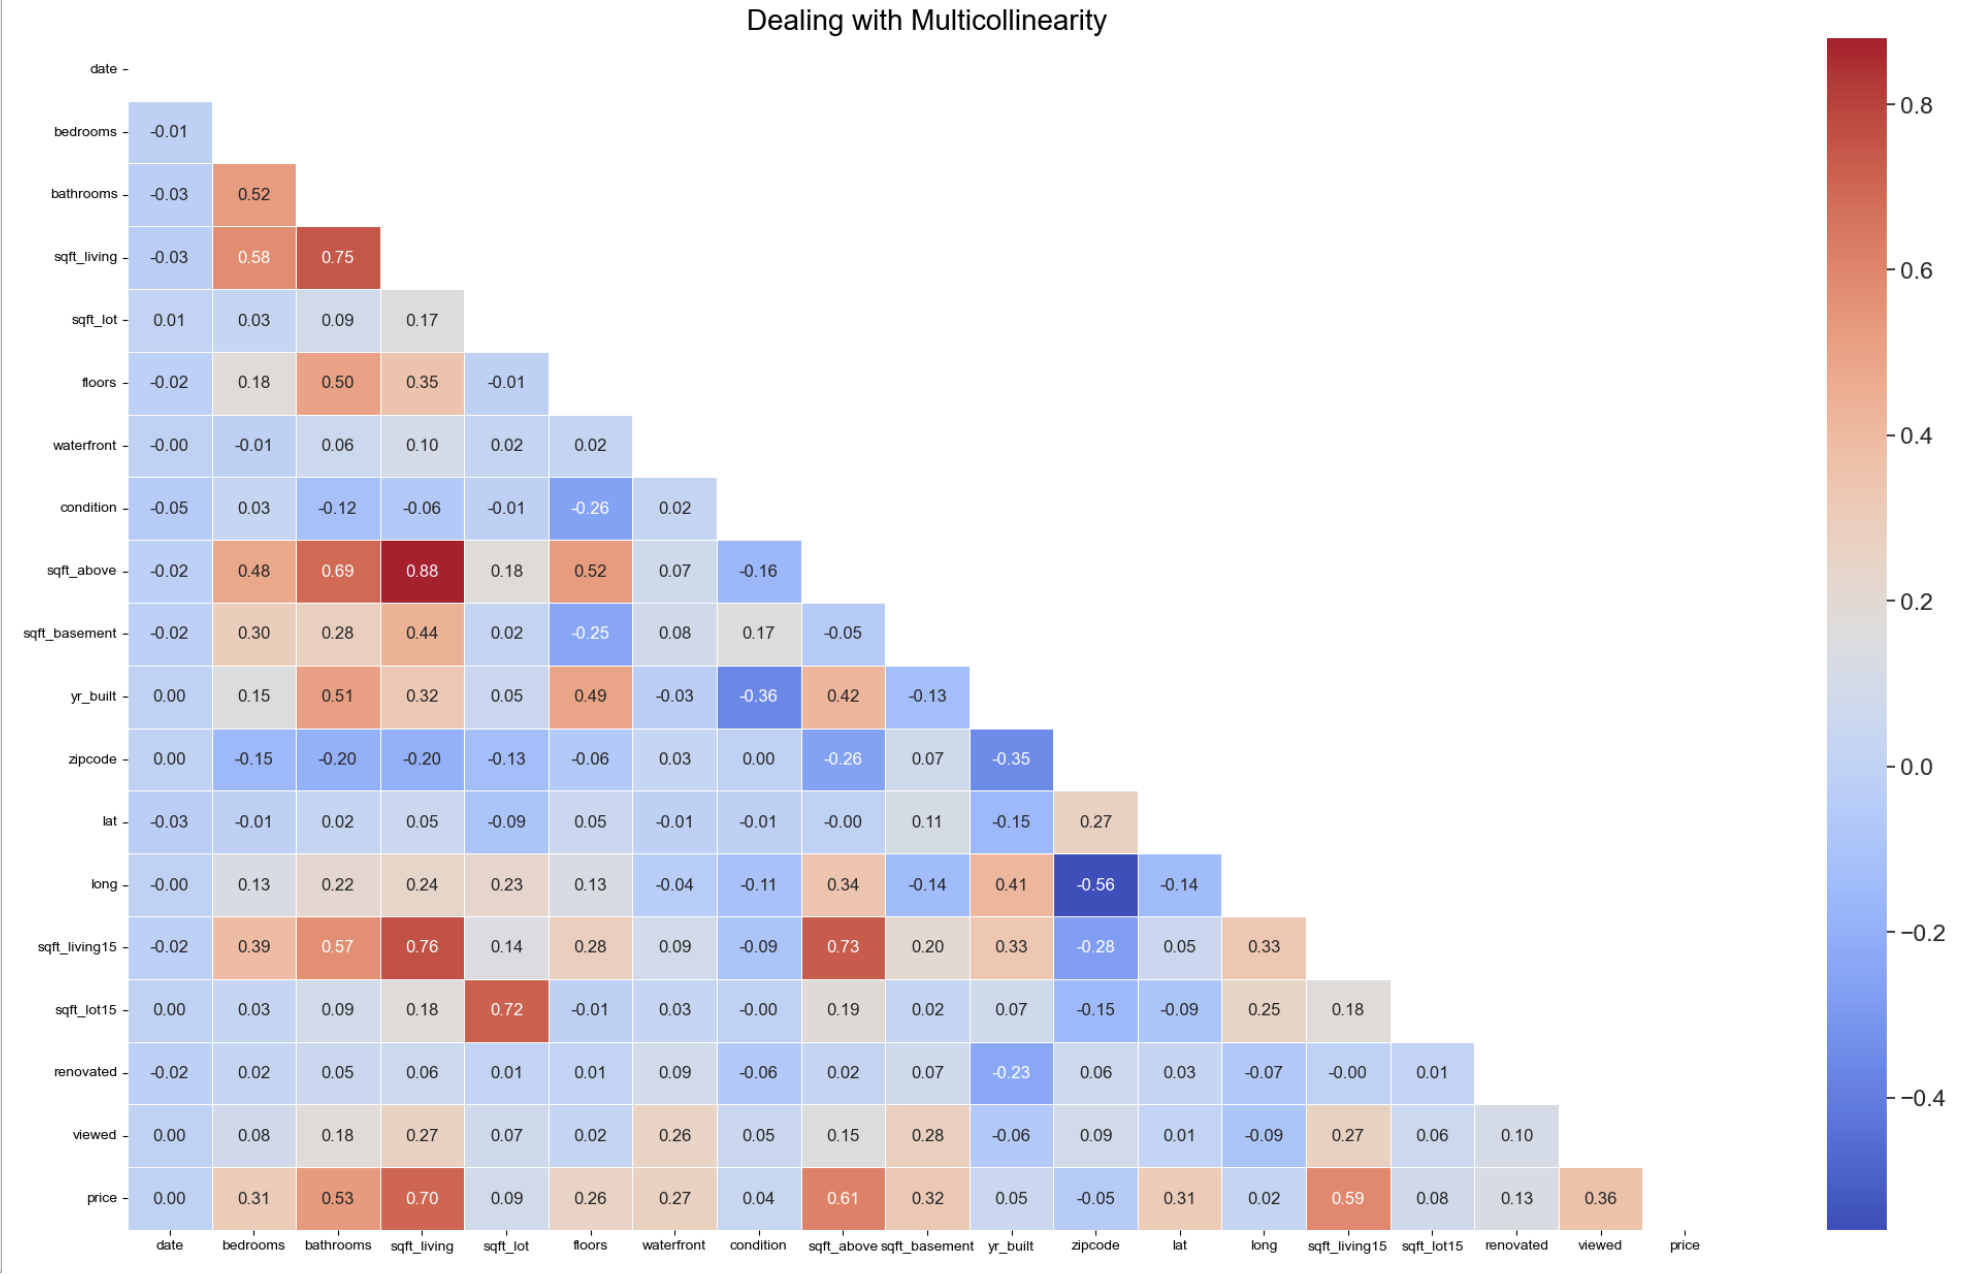 Dealing with Multicollinearity
date
bedrooms -0.01
bathrooms -0.03 0.52
sqft_living -0.03 0.58 0.75
sqft_lot 0.01 0.03 0.09 0.17
floors -0.02 0.18 0.50 0.35 -0.01
waterfront -0.00 -0.01 0.06 0.10 0.02 0.02
condition -0.05 0.03 -0.12 -0.06 -0.01 -0.26 0.02
sqft_above -0.02 0.48 0.69 0.88 0.18 0.52 0.07 -0.16
sqft_basement -0.02 0.30 0.28 0.44 0.02 -0.25 0.08 0.17 -0.05
yr_built 0.00 0.15 0.51 0.32 0.05 0.49 -0.03 -0.36 0.42 -0.13
zipcode 0.00 -0.15 -0.20 -0.20 -0.13 -0.06 0.03 0.00 -0.26 0.07 -0.35
lat -0.03 -0.01 0.02 0.05 -0.09 0.05 -0.01 -0.01 -0.00 0.11 -0.15 0.27
long -0.00 0.13 0.22 0.24 0.23 0.13 -0.04 -0.11 0.34 -0.14 0.41 -0.56 -0.14
sqft_living15 -0.02 0.39 0.57 0.76 0.14 0.28 0.09 -0.09 0.73 0.20 0.33 -0.28 0.05 0.33
sqft_lot15 0.00 0.03 0.09 0.18 0.72 -0.01 0.03 -0.00 0.19 0.02 0.07 -0.15 -0.09 0.25 0.18
renovated -0.02 0.02 0.05 0.06 0.01 0.01 0.09 -0.06 0.02 0.07 -0.23 0.06 0.03 -0.07 -0.00 0.01
viewed 0.00 0.08 0.18 0.27 0.07 0.02 0.26 0.05 0.15 0.28 -0.06 0.09 0.01 -0.09 0.27 0.06 0.10
price 0.00 0.31 0.53 0.70 0.09 0.26 0.27 0.04 0.61 0.32 0.05 -0.05 0.31 0.02 0.59 0.08 0.13 0.36
date bedrooms bathrooms sqft_living sqft_lot floors waterfront condition sqft_above sqft_basement yr_built zipcode lat long sqft_living15 sqft_lot15 renovated viewed price
0.8
0.6
0.4
0.2
0.0
−0.2
−0.4